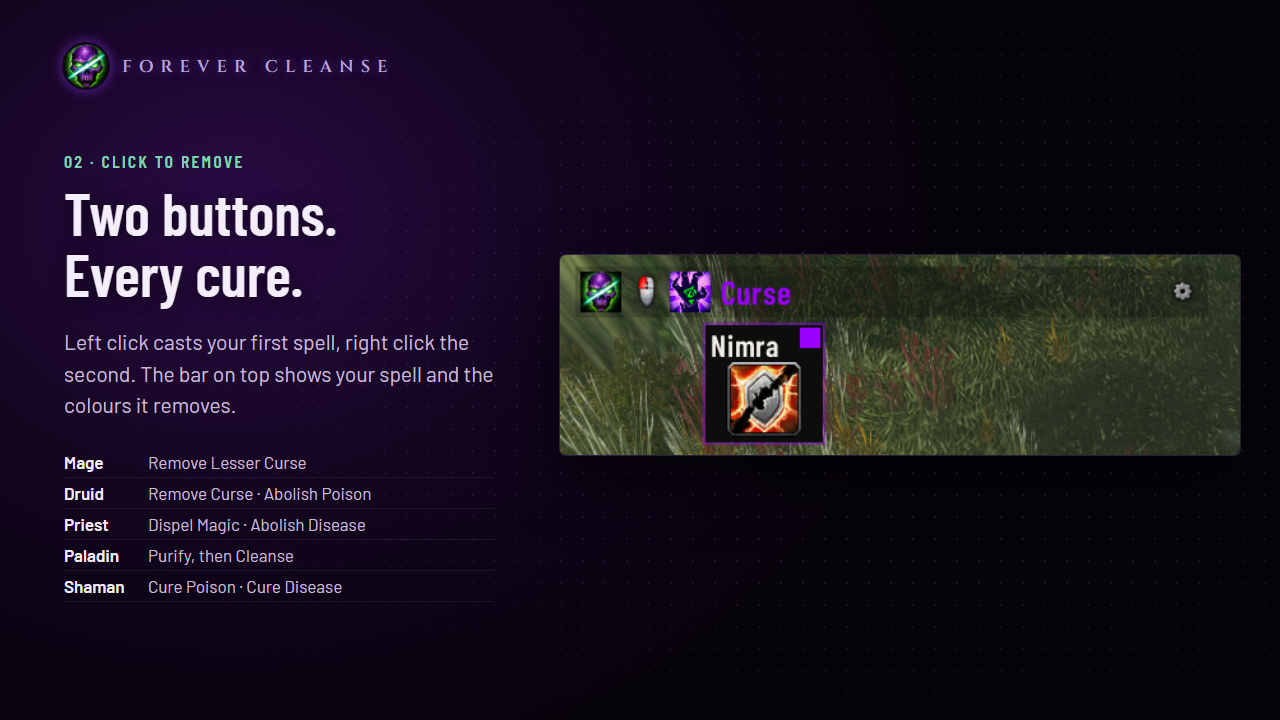 FOREVER CLEANSE
02 · CLICK TO REMOVE
Two buttons.
Every cure.
Left click casts your first spell, right click the
second. The bar on top shows your spell and the
colours it removes.
Mage Remove Lesser Curse
Druid Remove Curse · Abolish Poison
Priest Dispel Magic · Abolish Disease
Paladin Purify, then Cleanse
Shaman Cure Poison · Cure Disease
Curse
Nimra